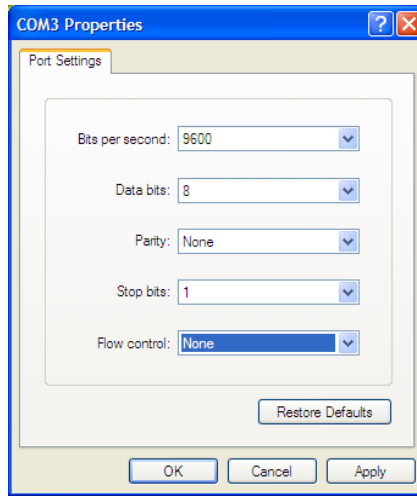 COM3 Properties
Port Settings
Bits per second: 9600
Data bits: 8
Parity: None
Stop bits: 1
Flow control: None
Restore Defaults
OK Cancel Apply